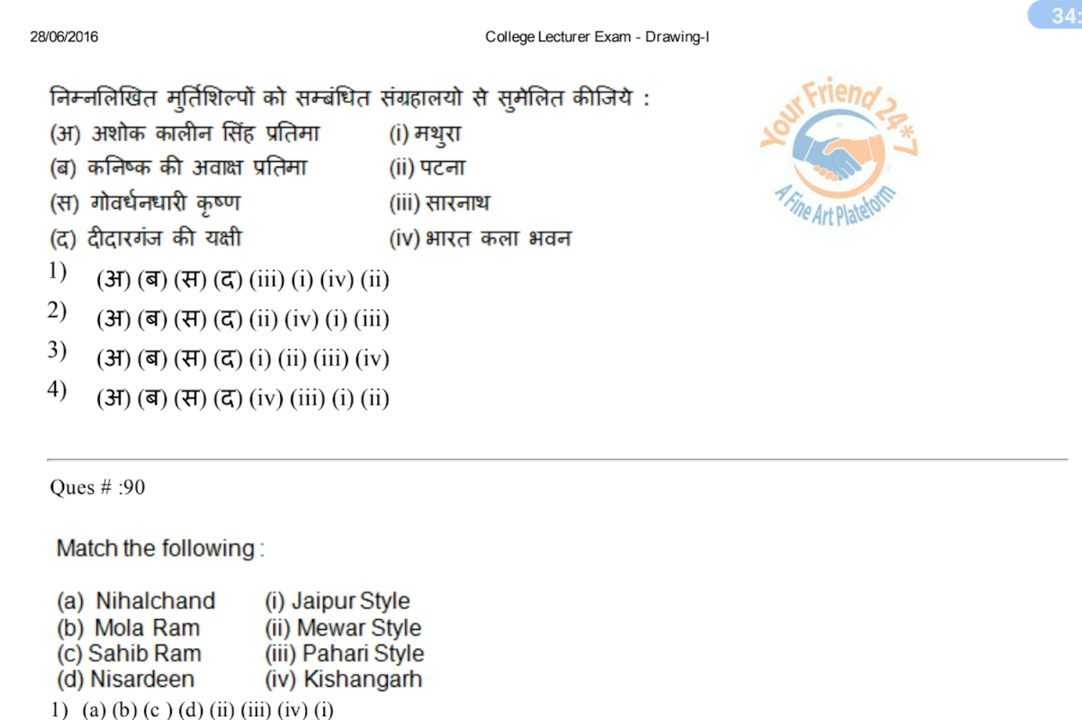 34:
28/06/2016 College Lecturer Exam - Drawing-I
निम्नलिखित मुर्तिशिल्पों को सम्बंधित संग्रहालयो से सुमेलित कीजिये :
(अ) अशोक कालीन सिंह प्रतिमा (i) मथुरा
(ब) कनिष्क की अवाक्ष प्रतिमा (ii) पटना
(स) गोवर्धनधारी कृष्ण (iii) सारनाथ
(द) दीदारगंज की यक्षी (iv) भारत कला भवन
Your Friend 24*7
A Fine Art Plateform
1) (अ) (ब) (स) (द) (iii) (i) (iv) (ii)
2) (अ) (ब) (स) (द) (ii) (iv) (i) (iii)
3) (अ) (ब) (स) (द) (i) (ii) (iii) (iv)
4) (अ) (ब) (स) (द) (iv) (iii) (i) (ii)
Ques # :90
Match the following :
(a) Nihalchand (i) Jaipur Style
(b) Mola Ram (ii) Mewar Style
(c) Sahib Ram (iii) Pahari Style
(d) Nisardeen (iv) Kishangarh
1) (a) (b) (c ) (d) (ii) (iii) (iv) (i)